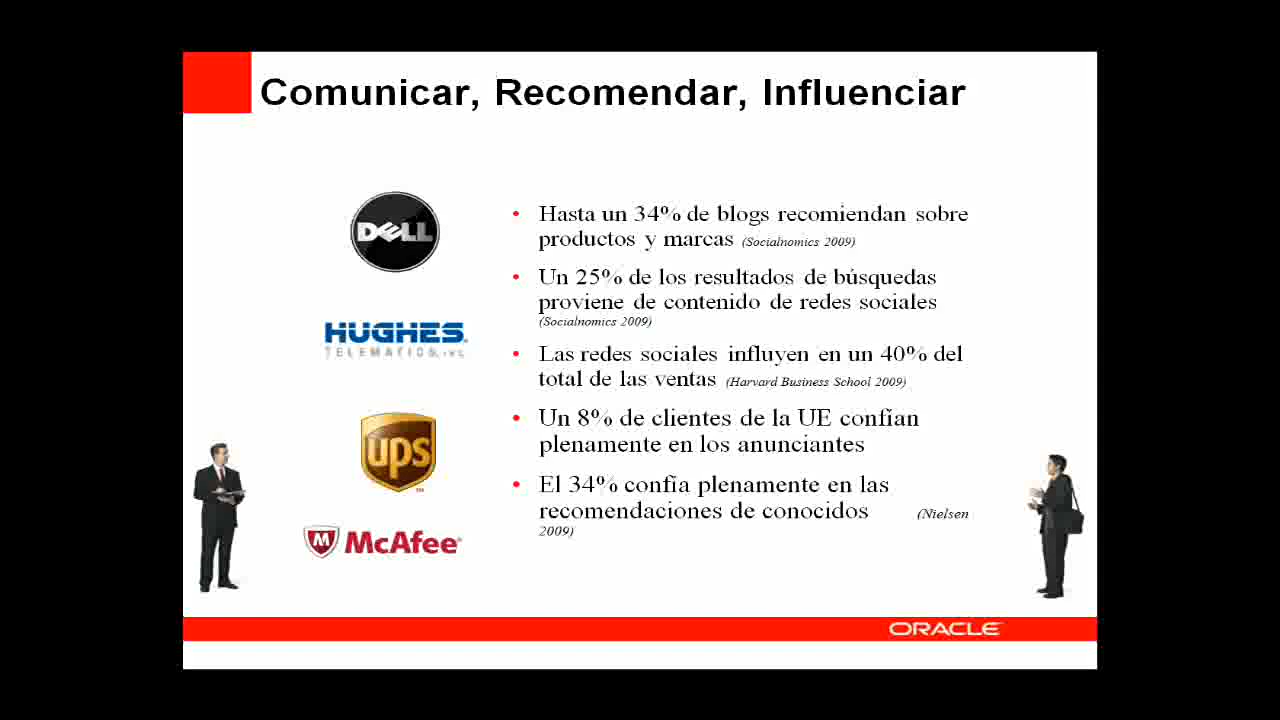 Comunicar, Recomendar, Influenciar
DELL
HUGHES
TELEMATICS, INC.
ups
McAfee
• Hasta un 34% de blogs recomiendan sobre
productos y marcas (Socialnomics 2009)
• Un 25% de los resultados de búsquedas
proviene de contenido de redes sociales
(Socialnomics 2009)
• Las redes sociales influyen en un 40% del
total de las ventas (Harvard Business School 2009)
• Un 8% de clientes de la UE confían
plenamente en los anunciantes
• El 34% confía plenamente en las
recomendaciones de conocidos (Nielsen
2009)
ORACLE